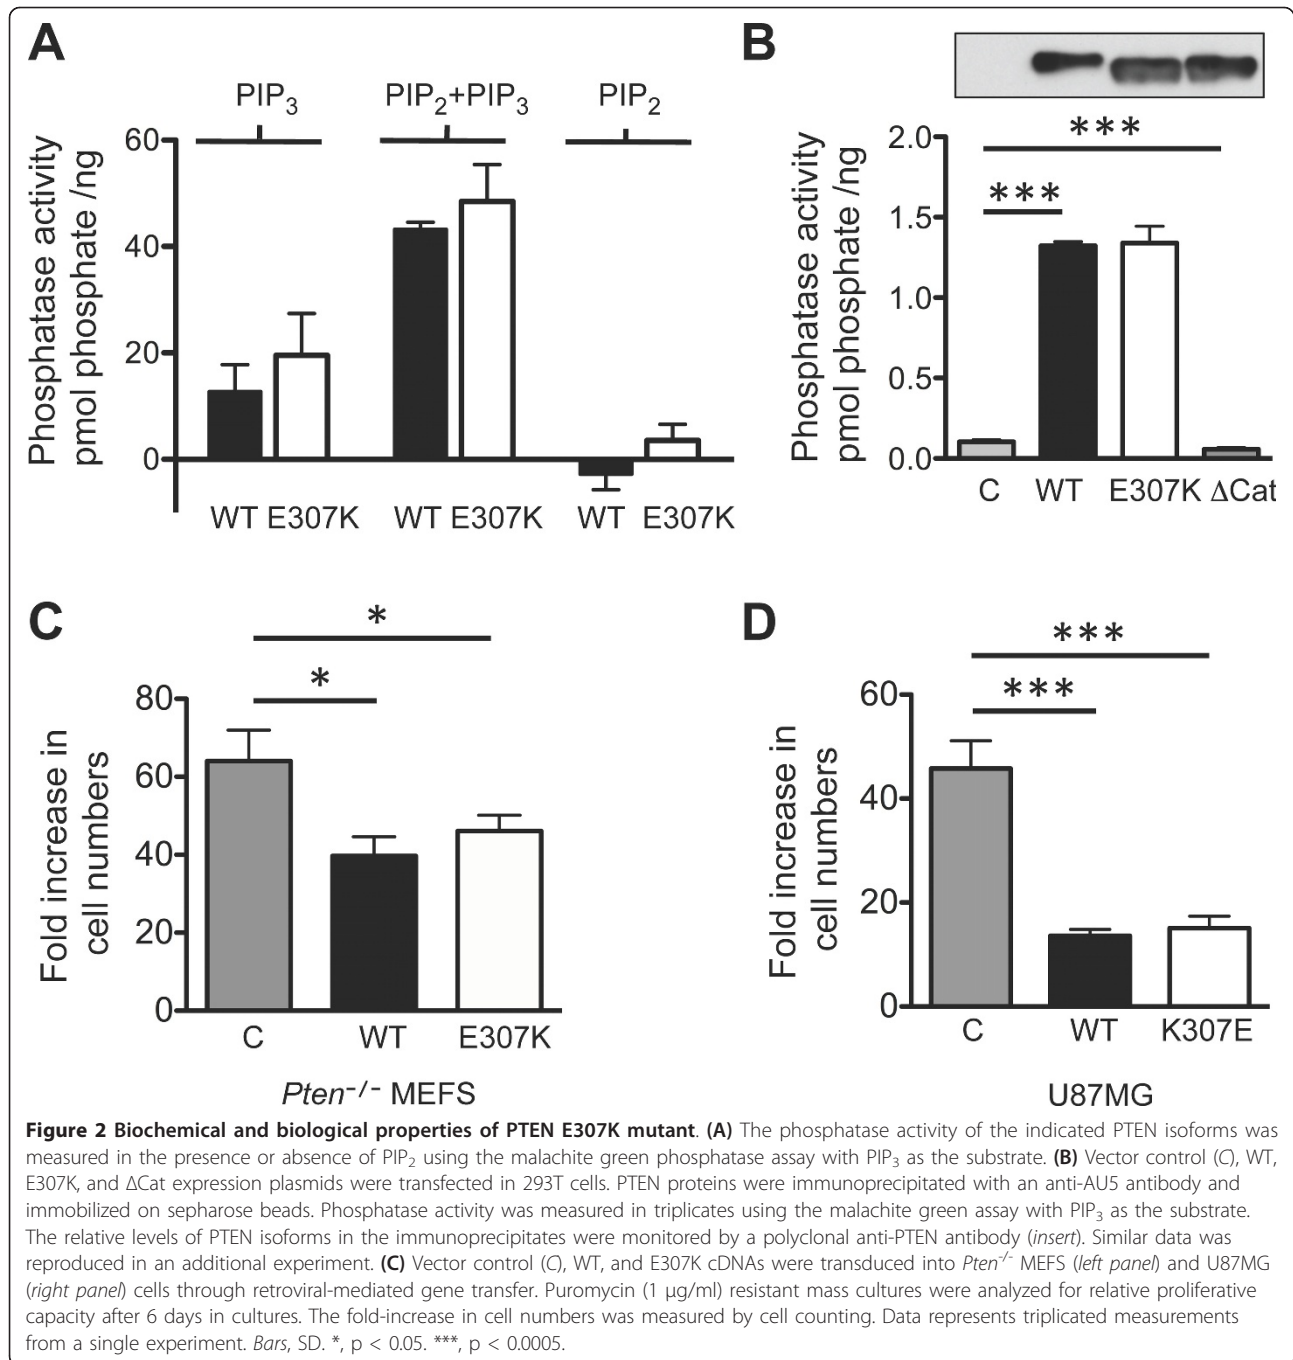 A
PIP₃ PIP₂+PIP₃ PIP₂
Phosphatase activity
pmol phosphate /ng
60
40
20
0
WT E307K WT E307K WT E307K
B
***
***
Phosphatase activity
pmol phosphate /ng
2.0
1.5
1.0
0.5
0.0
C WT E307K ΔCat
C
*
*
Fold increase in
cell numbers
80
60
40
20
0
C WT E307K
Pten⁻/⁻ MEFS
D
***
***
Fold increase in
cell numbers
60
40
20
0
C WT K307E
U87MG
Figure 2 Biochemical and biological properties of PTEN E307K mutant. (A) The phosphatase activity of the indicated PTEN isoforms was
measured in the presence or absence of PIP₂ using the malachite green phosphatase assay with PIP₃ as the substrate. (B) Vector control (C), WT,
E307K, and ΔCat expression plasmids were transfected in 293T cells. PTEN proteins were immunoprecipitated with an anti-AU5 antibody and
immobilized on sepharose beads. Phosphatase activity was measured in triplicates using the malachite green assay with PIP₃ as the substrate.
The relative levels of PTEN isoforms in the immunoprecipitates were monitored by a polyclonal anti-PTEN antibody (insert). Similar data was
reproduced in an additional experiment. (C) Vector control (C), WT, and E307K cDNAs were transduced into Pten⁻/⁻ MEFS (left panel) and U87MG
(right panel) cells through retroviral-mediated gene transfer. Puromycin (1 μg/ml) resistant mass cultures were analyzed for relative proliferative
capacity after 6 days in cultures. The fold-increase in cell numbers was measured by cell counting. Data represents triplicated measurements
from a single experiment. Bars, SD. *, p < 0.05. ***, p < 0.0005.